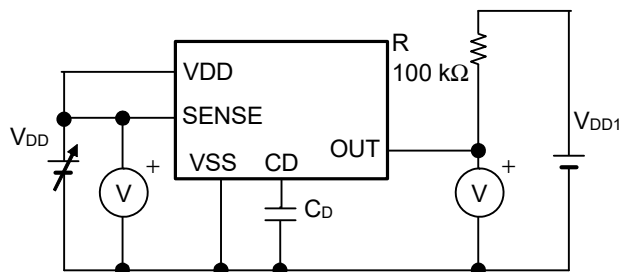 R
100 kΩ
VDD
SENSE
VSS
CD
OUT
VDD
+
V
CD
+
V
VDD1